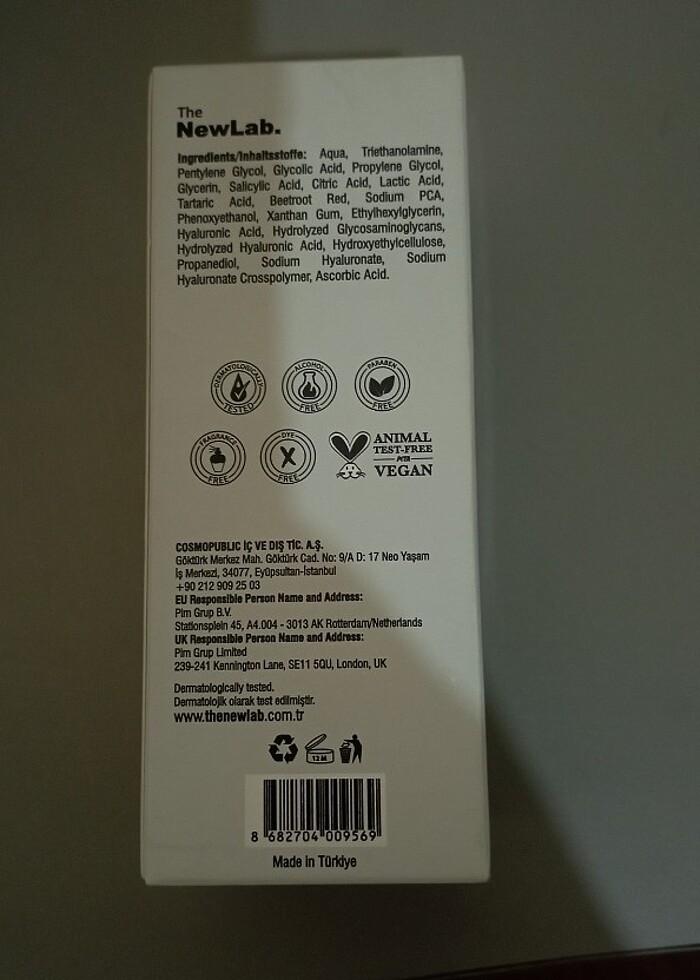 The
NewLab.
Ingredients/Inhaltsstoffe: Aqua, Triethanolamine,
Pentylene Glycol, Glycolic Acid, Propylene Glycol,
Glycerin, Salicylic Acid, Citric Acid, Lactic Acid,
Tartaric Acid, Beetroot Red, Sodium PCA,
Phenoxyethanol, Xanthan Gum, Ethylhexylglycerin,
Hyaluronic Acid, Hydrolyzed Glycosaminoglycans,
Hydrolyzed Hyaluronic Acid, Hydroxyethylcellulose,
Propanediol, Sodium Hyaluronate, Sodium
Hyaluronate Crosspolymer, Ascorbic Acid.
DERMATOLOGICALLY
TESTED
ALCOHOL
FREE
PARABEN
FREE
FRAGRANCE
FREE
DYE
FREE
ANIMAL
TEST-FREE
PETA
VEGAN
COSMOPUBLIC İÇ VE DIŞ TİC. A.Ş.
Göktürk Merkez Mah. Göktürk Cad. No: 9/A D: 17 Neo Yaşam
İş Merkezi, 34077, Eyüpsultan-İstanbul
+90 212 909 25 03
EU Responsible Person Name and Address:
Pim Grup B.V.
Stationsplein 45, A4.004 - 3013 AK Rotterdam/Netherlands
UK Responsible Person Name and Address:
Pim Grup Limited
239-241 Kennington Lane, SE11 5QU, London, UK
Dermatologically tested.
Dermatolojik olarak test edilmiştir.
www.thenewlab.com.tr
12 M
8 682704 009569
Made in Türkiye